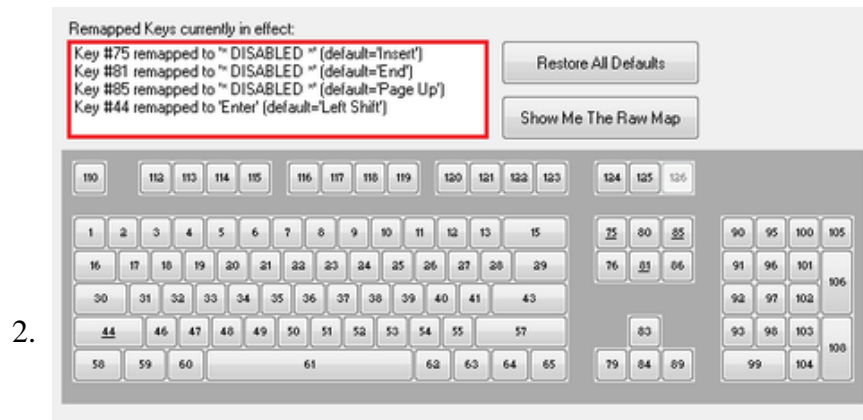 Remapped Keys currently in effect:
Key #75 remapped to '* DISABLED *' (default='Insert')
Key #81 remapped to '* DISABLED *' (default='End')
Key #85 remapped to '* DISABLED *' (default='Page Up')
Key #44 remapped to 'Enter' (default='Left Shift')
Restore All Defaults
Show Me The Raw Map
110 112 113 114 115 116 117 118 119 120 121 122 123 124 125 126
1 2 3 4 5 6 7 8 9 10 11 12 13 15 75 80 85 90 95 100 105
16 17 18 19 20 21 22 23 24 25 26 27 28 29 76 81 86 91 96 101 106
30 31 32 33 34 35 36 37 38 39 40 41 43 92 97 102
2. 44 46 47 48 49 50 51 52 53 54 55 57 83 93 98 103 108
58 59 60 61 62 63 64 65 79 84 89 99 104